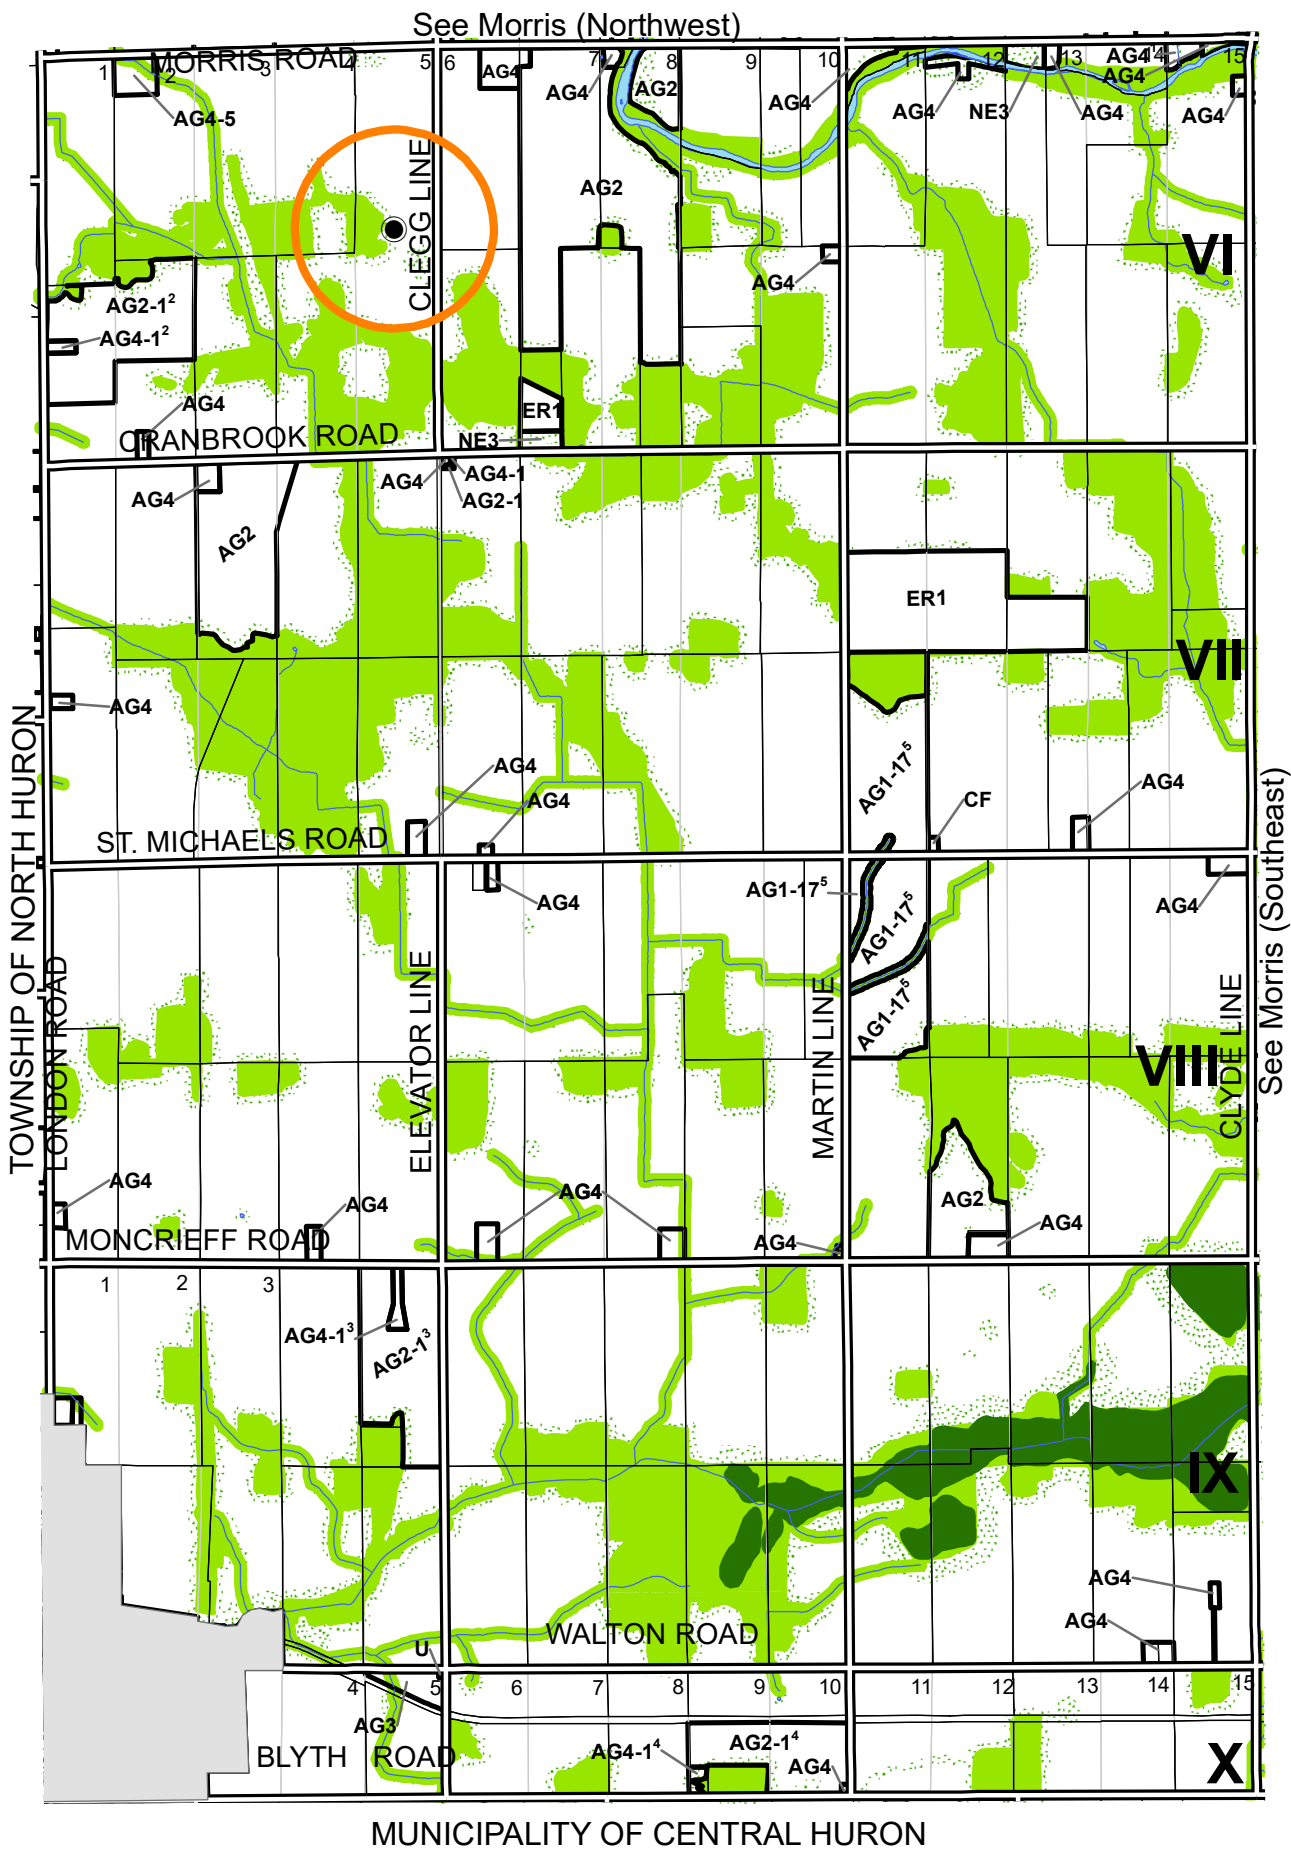 See Morris (Northwest)
MORRIS ROAD
1
2
3
4
5
6
7
8
9
10
11
12
13
14
15
AG4
AG4
AG2
AG4
AG4
NE3
AG4
AG4
AG4
AG4
AG4-5
CLEGG LINE
AG2
VI
AG4
AG2-1²
AG4-1²
AG4
ER1
CRANBROOK ROAD
NE3
AG4
AG4
AG4-1
AG2-1
AG2
ER1
VII
AG4
AG1-17⁵
AG4
AG4
CF
AG4
ST. MICHAELS ROAD
TOWNSHIP OF NORTH HURON
See Morris (Southeast)
AG4
AG1-17⁵
AG1-17⁵
AG4
LONDON ROAD
ELEVATOR LINE
MARTIN LINE
AG1-17⁵
CLYDE LINE
VIII
AG4
AG4
AG4
AG2
AG4
MONCRIEFF ROAD
AG4
1
2
3
AG4-1³
AG2-1³
IX
AG4
AG4
WALTON ROAD
U
4
5
6
7
8
9
10
11
12
13
14
15
AG3
BLYTH ROAD
AG4-1⁴
AG2-1⁴
AG4
X
MUNICIPALITY OF CENTRAL HURON